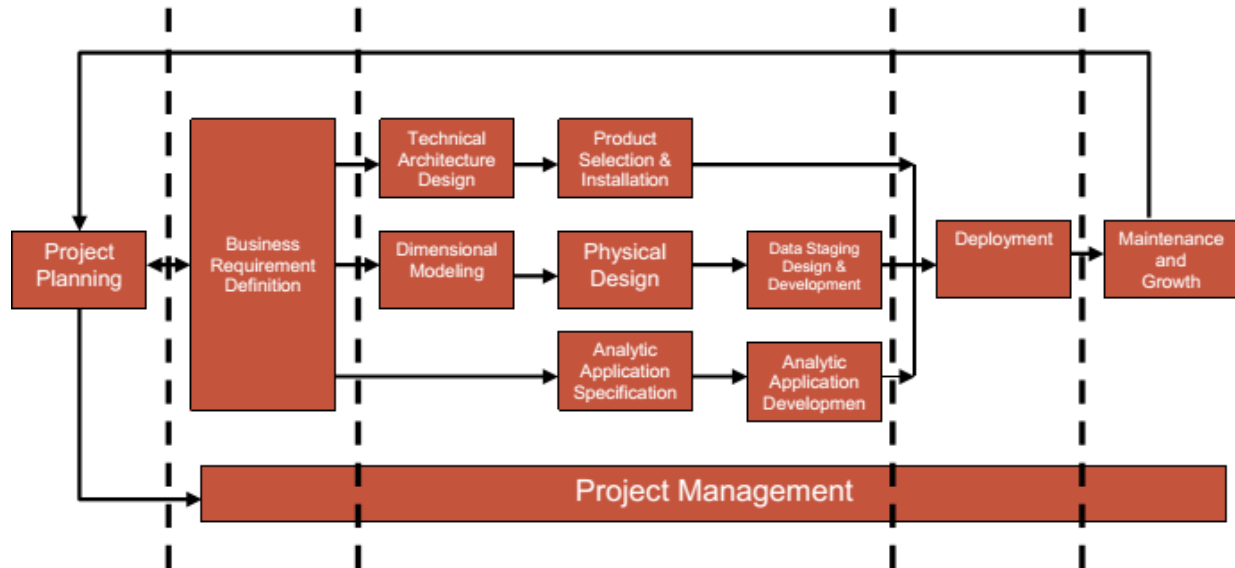 Technical
Architecture
Design
Product
Selection &
Installation
Project
Planning
Business
Requirement
Definition
Dimensional
Modeling
Physical
Design
Data Staging
Design &
Development
Deployment
Maintenance
and
Growth
Analytic
Application
Specification
Analytic
Application
Developmen
Project Management